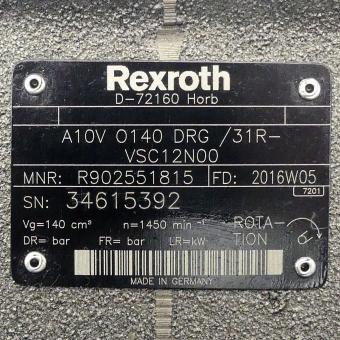 Rexroth
D-72160 Horb
A10V O140 DRG /31R-
VSC12N00
MNR: R902551815 FD: 2016W05
7201
SN: 34615392
Vg=140 cm³ n=1450 min⁻¹ ROTA-
DR= bar FR= bar LR=kW TION
MADE IN GERMANY